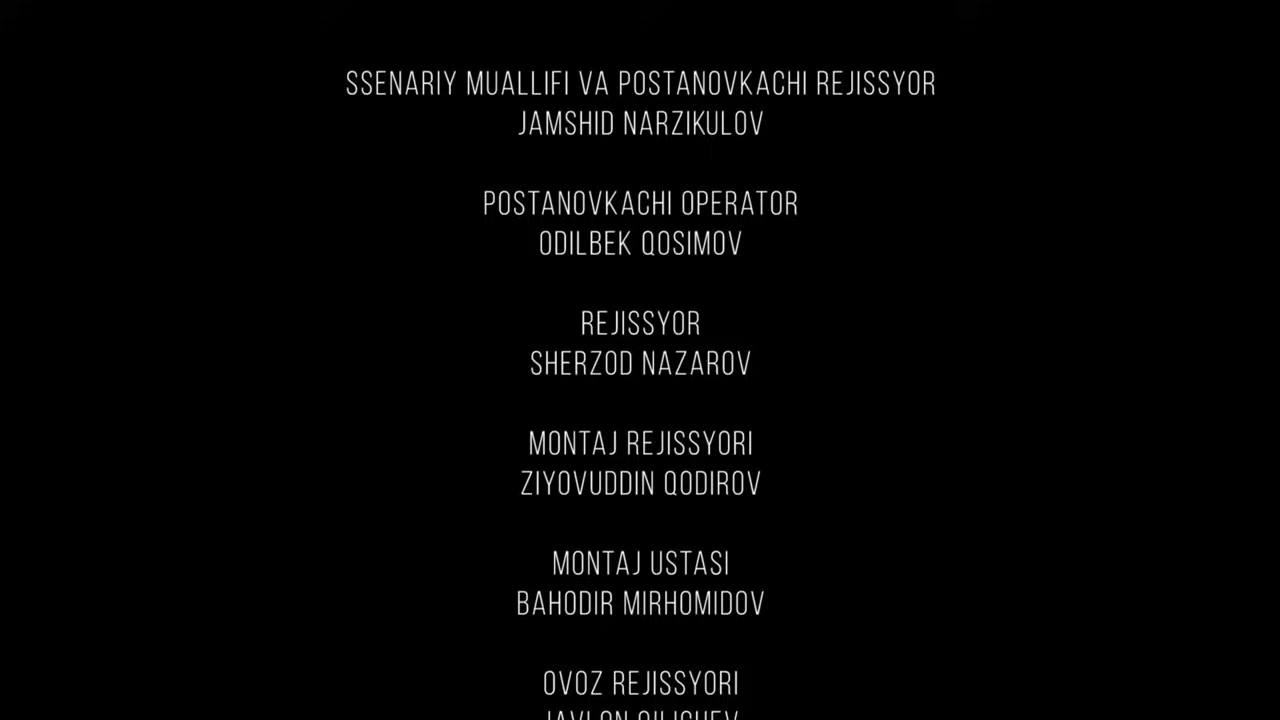 SSENARIY MUALLIFI VA POSTANOVKACHI REJISSYOR
JAMSHID NARZIKULOV
POSTANOVKACHI OPERATOR
ODILBEK QOSIMOV
REJISSYOR
SHERZOD NAZAROV
MONTAJ REJISSYORI
ZIYOVUDDIN QODIROV
MONTAJ USTASI
BAHODIR MIRHOMIDOV
OVOZ REJISSYORI